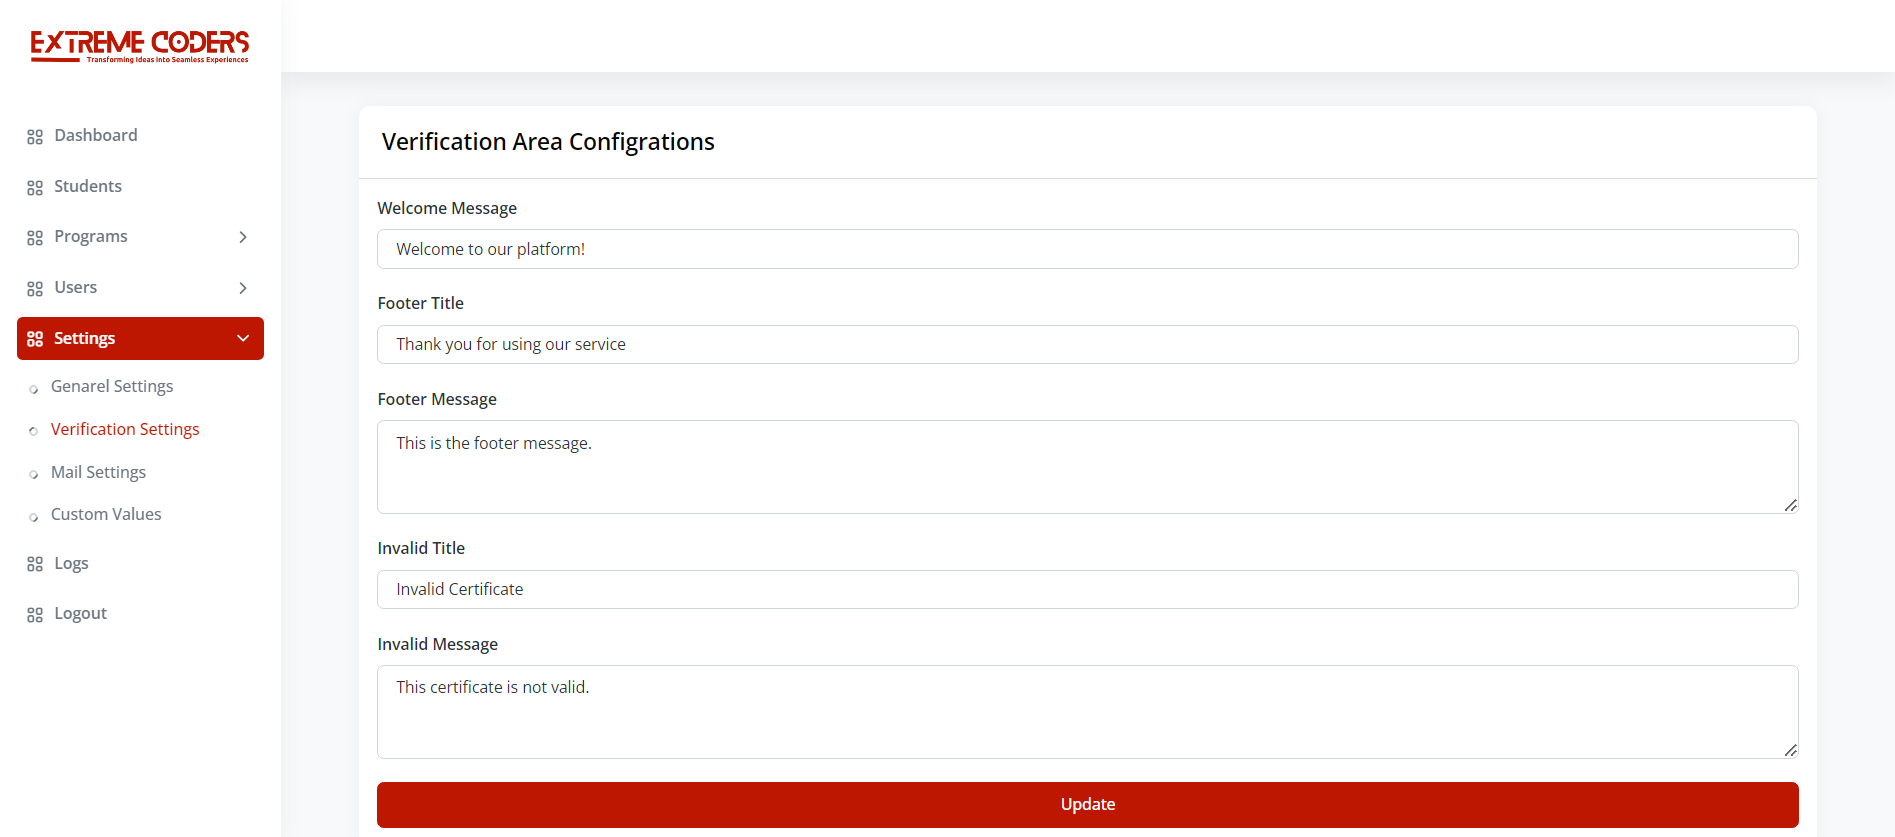 EXTREME CODERS
Transforming Ideas Into Seamless Experiences
Dashboard
Students
Programs
Users
Settings
Genarel Settings
Verification Settings
Mail Settings
Custom Values
Logs
Logout
Verification Area Configrations
Welcome Message
Welcome to our platform!
Footer Title
Thank you for using our service
Footer Message
This is the footer message.
Invalid Title
Invalid Certificate
Invalid Message
This certificate is not valid.
Update